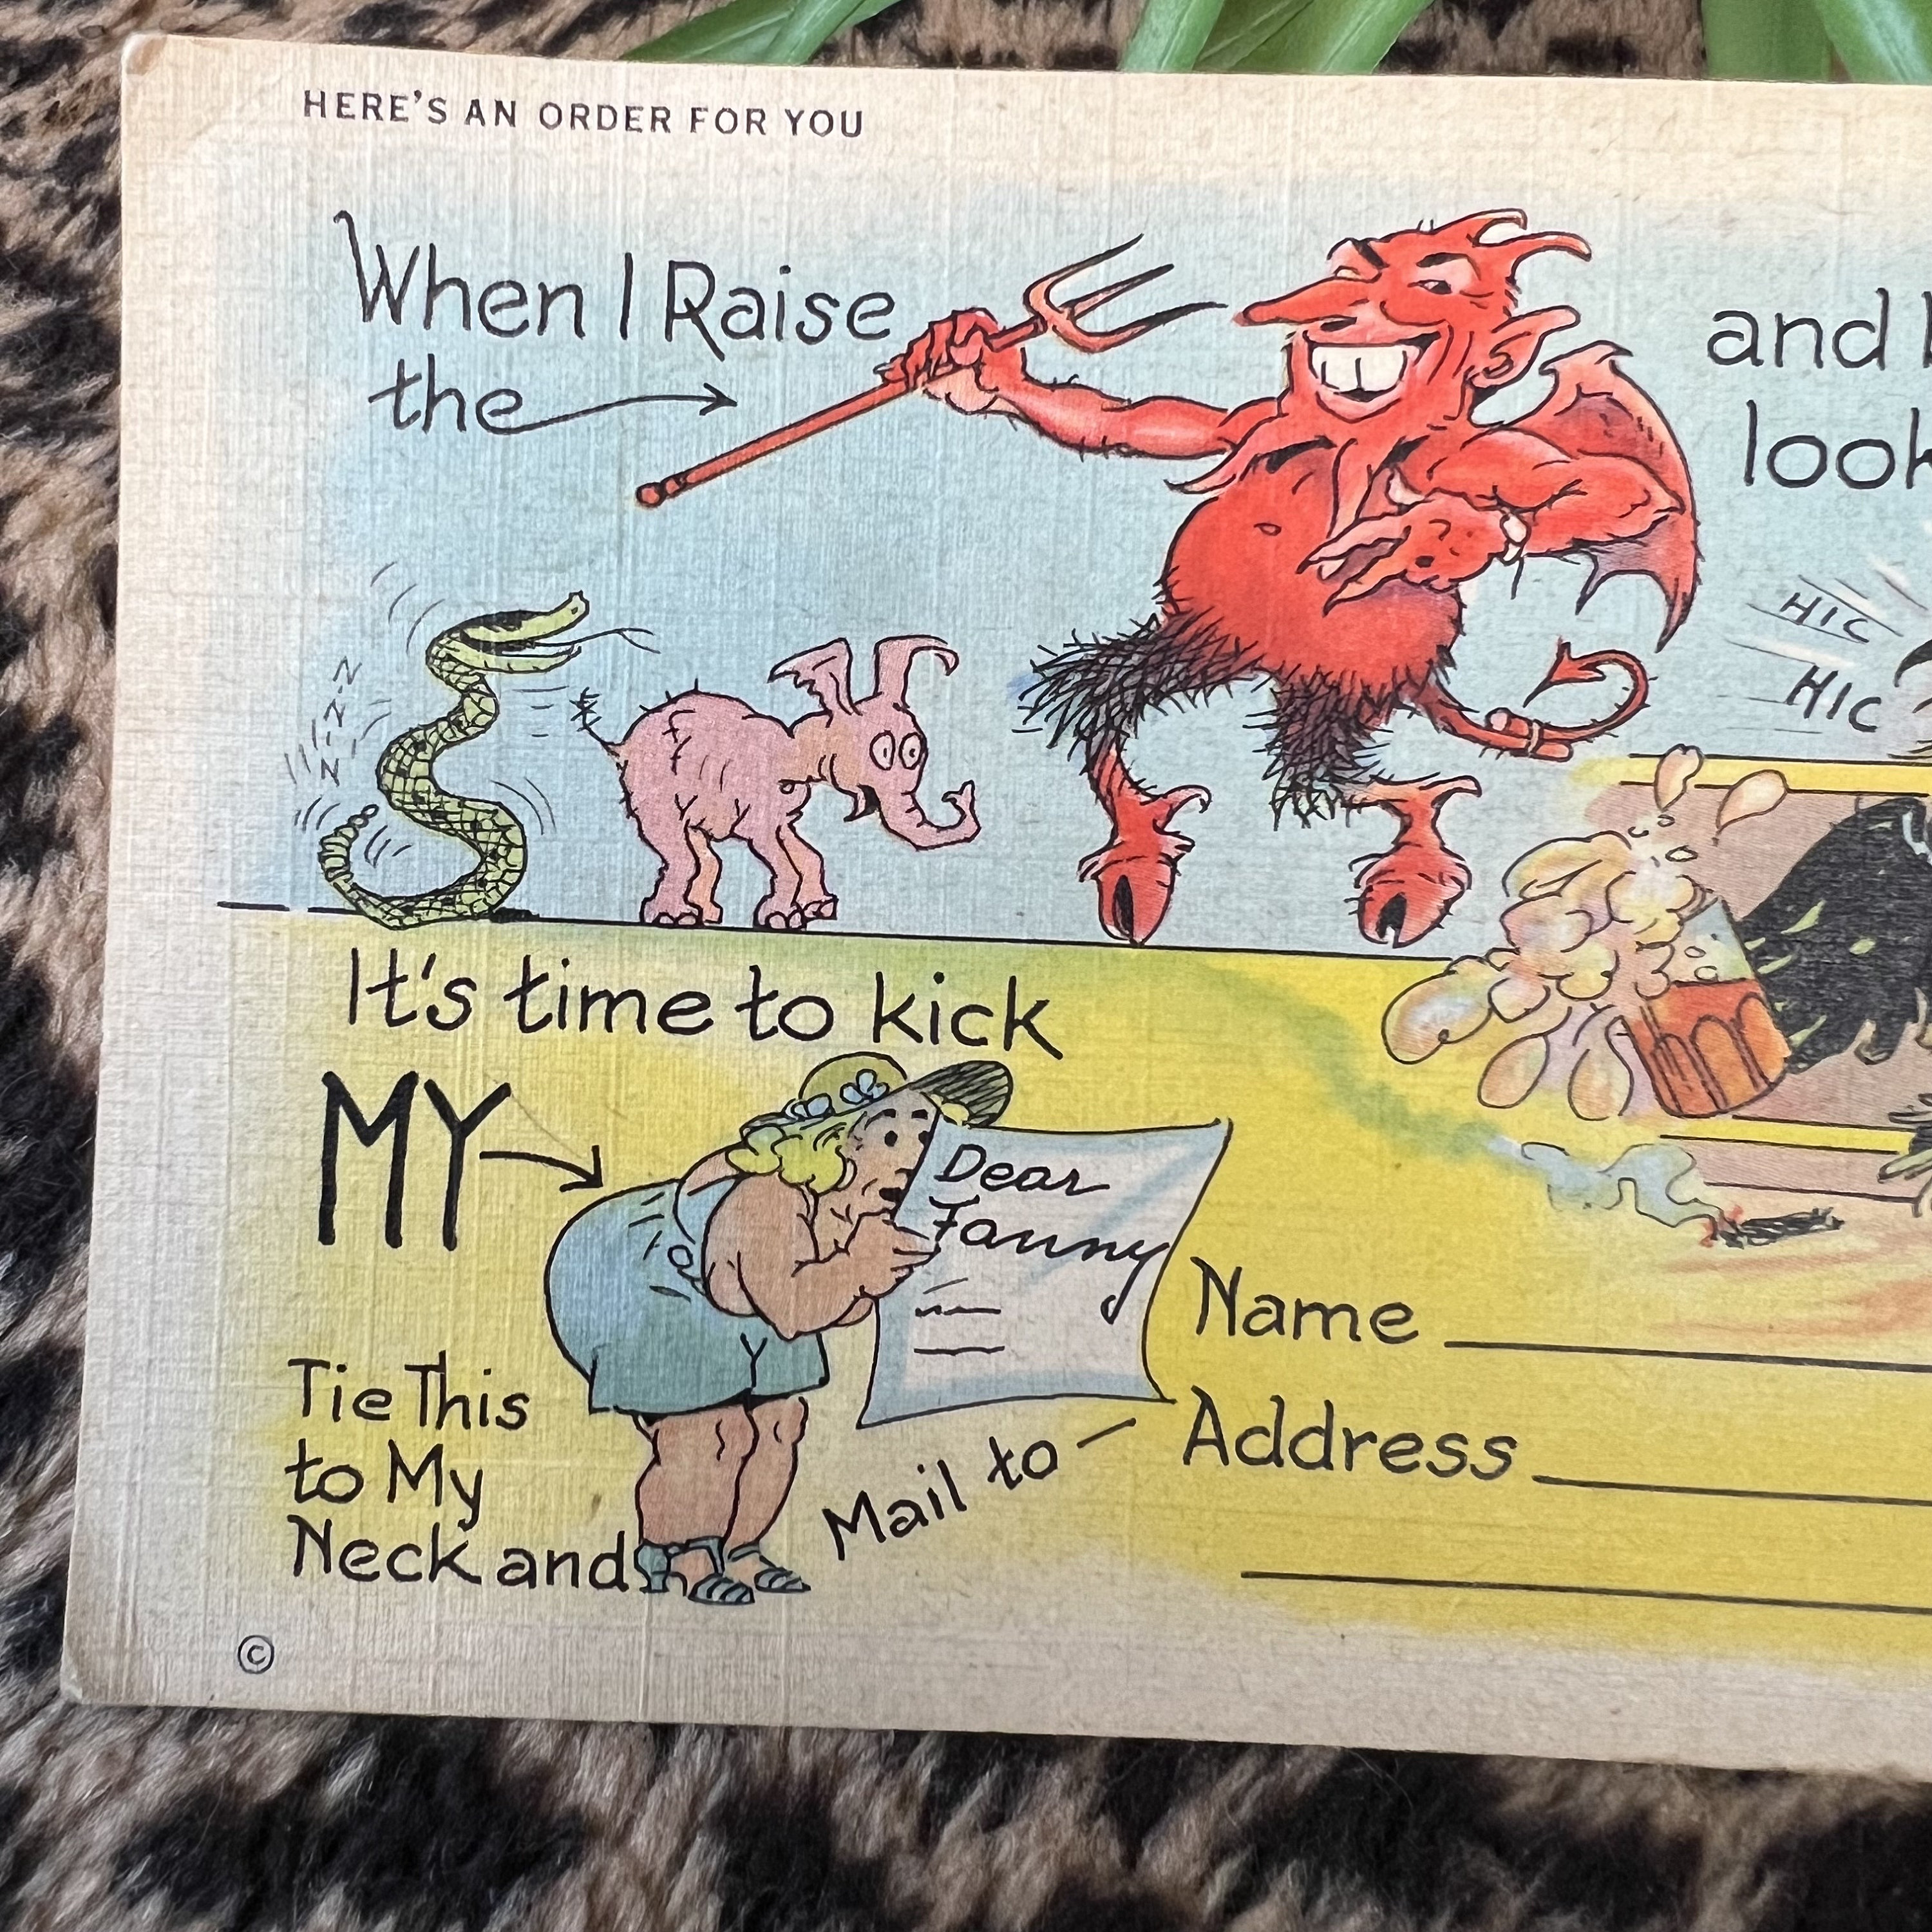 HERE'S AN ORDER FOR YOU
When I Raise
the
and
look
HIC
HIC
Z
Z
Z
Z
It's time to kick
MY
Dear
Fanny
Name
Address
Tie This
to My
Neck and
Mail to
©